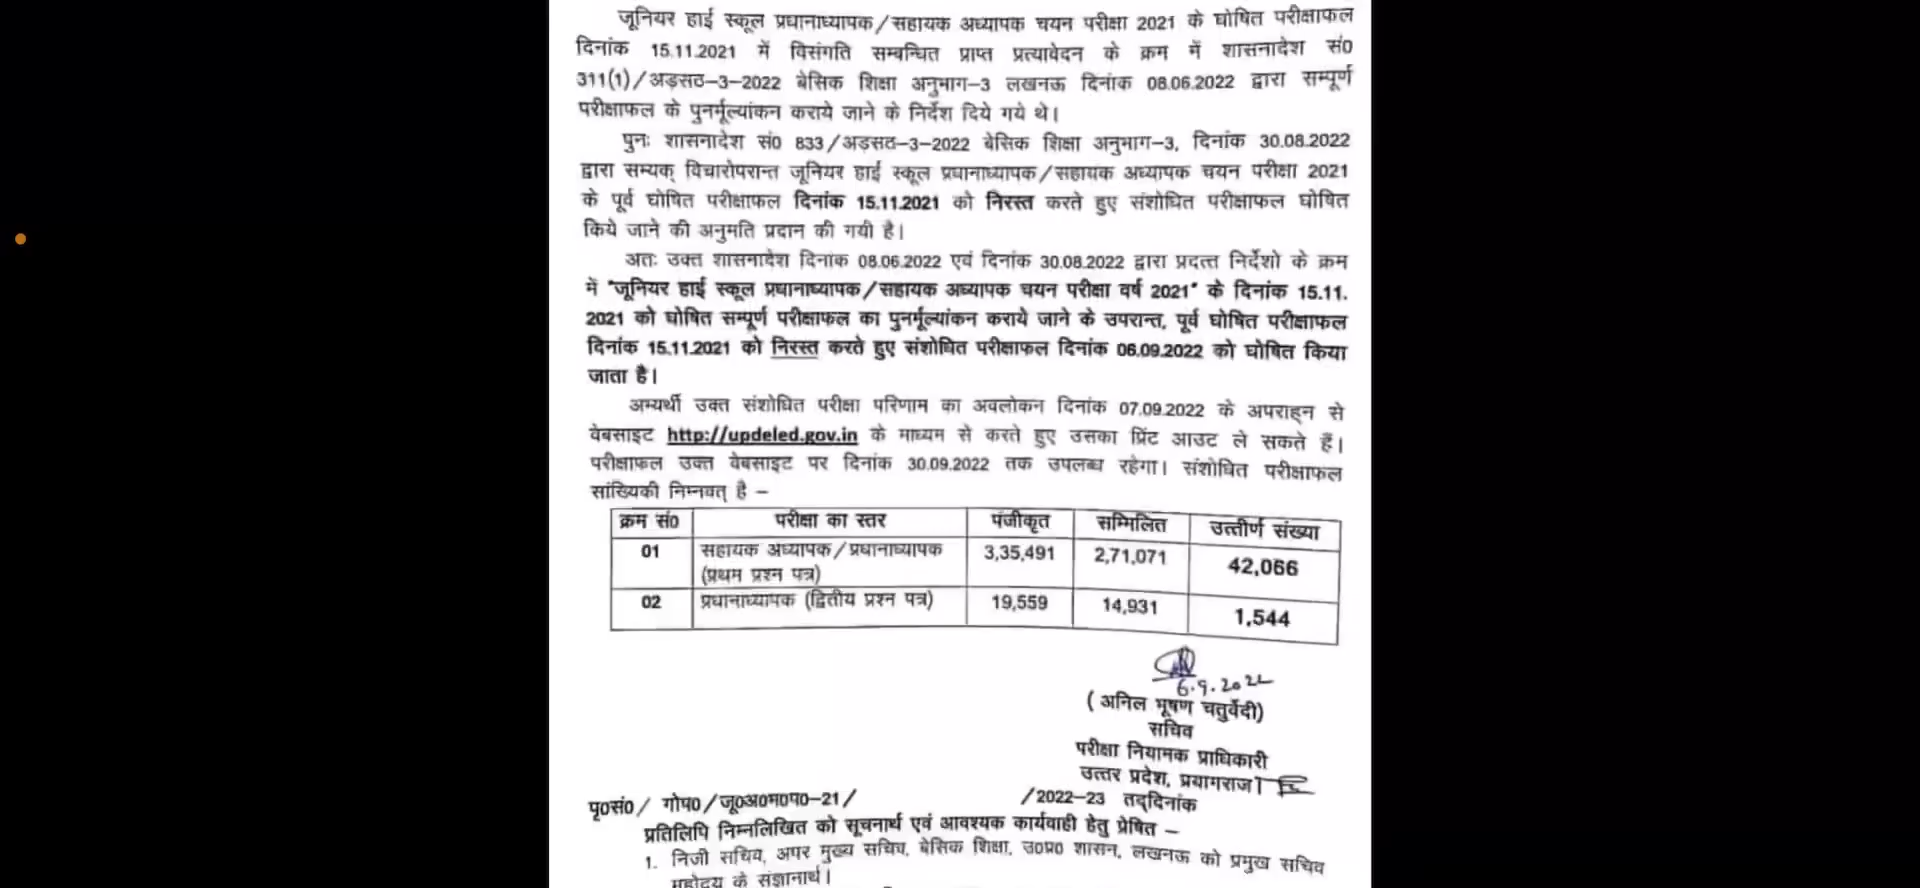 जूनियर हाई स्कूल प्रधानाध्यापक/सहायक अध्यापक चयन परीक्षा 2021 के घोषित परीक्षाफल
दिनांक 15.11.2021 में विसंगति सम्बन्धित प्राप्त प्रत्यावेदन के क्रम में शासनादेश सं0
311(1)/अड़सठ-3-2022 बेसिक शिक्षा अनुभाग-3 लखनऊ दिनांक 08.06.2022 द्वारा सम्पूर्ण
परीक्षाफल के पुनर्मूल्यांकन कराये जाने के निर्देश दिये गये थे।
पुनः शासनादेश सं0 833/अड़सठ-3-2022 बेसिक शिक्षा अनुभाग-3, दिनांक 30.08.2022
द्वारा सम्यक् विचारोपरान्त जूनियर हाई स्कूल प्रधानाध्यापक/सहायक अध्यापक चयन परीक्षा 2021
के पूर्व घोषित परीक्षाफल दिनांक 15.11.2021 को निरस्त करते हुए संशोधित परीक्षाफल घोषित
किये जाने की अनुमति प्रदान की गयी है।
अतः उक्त शासनादेश दिनांक 08.06.2022 एवं दिनांक 30.08.2022 द्वारा प्रदत्त निर्देशो के क्रम
में "जूनियर हाई स्कूल प्रधानाध्यापक/सहायक अध्यापक चयन परीक्षा वर्ष 2021" के दिनांक 15.11.
2021 को घोषित सम्पूर्ण परीक्षाफल का पुनर्मूल्यांकन कराये जाने के उपरान्त, पूर्व घोषित परीक्षाफल
दिनांक 15.11.2021 को निरस्त करते हुए संशोधित परीक्षाफल दिनांक 06.09.2022 को घोषित किया
जाता है।
अभ्यर्थी उक्त संशोधित परीक्षा परिणाम का अवलोकन दिनांक 07.09.2022 के अपराह्न से
वेबसाइट http://updeled.gov.in के माध्यम से करते हुए उसका प्रिंट आउट ले सकते हैं।
परीक्षाफल उक्त वेबसाइट पर दिनांक 30.09.2022 तक उपलब्ध रहेगा। संशोधित परीक्षाफल
सांख्यिकी निम्नवत् है –
क्रम सं0 परीक्षा का स्तर पंजीकृत सम्मिलित उत्तीर्ण संख्या
01 सहायक अध्यापक/प्रधानाध्यापक 3,35,491 2,71,071 42,066
(प्रथम प्रश्न पत्र)
02 प्रधानाध्यापक (द्वितीय प्रश्न पत्र) 19,559 14,931 1,544
6.9.2022
(अनिल भूषण चतुर्वेदी)
सचिव
परीक्षा नियामक प्राधिकारी
उत्तर प्रदेश, प्रयागराज।
पृ0सं0/ गोप0/जू0अ0म0प0-21/ /2022-23 तद्दिनांक
प्रतिलिपि निम्नलिखित को सूचनार्थ एवं आवश्यक कार्यवाही हेतु प्रेषित –
1. निजी सचिव, अपर मुख्य सचिव, बेसिक शिक्षा, उ0प्र0 शासन, लखनऊ को प्रमुख सचिव
महोदय के संज्ञानार्थ।